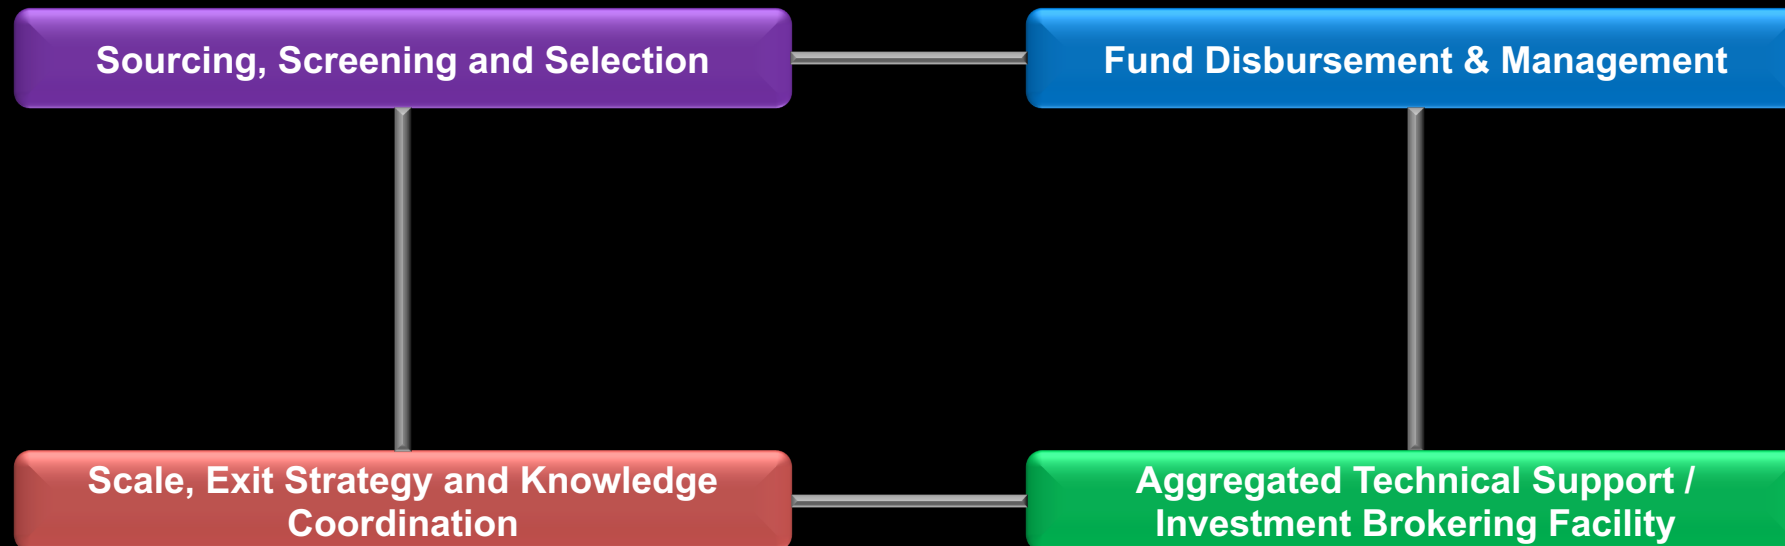 Sourcing, Screening and Selection
Fund Disbursement & Management
Scale, Exit Strategy and Knowledge
Coordination
Aggregated Technical Support /
Investment Brokering Facility